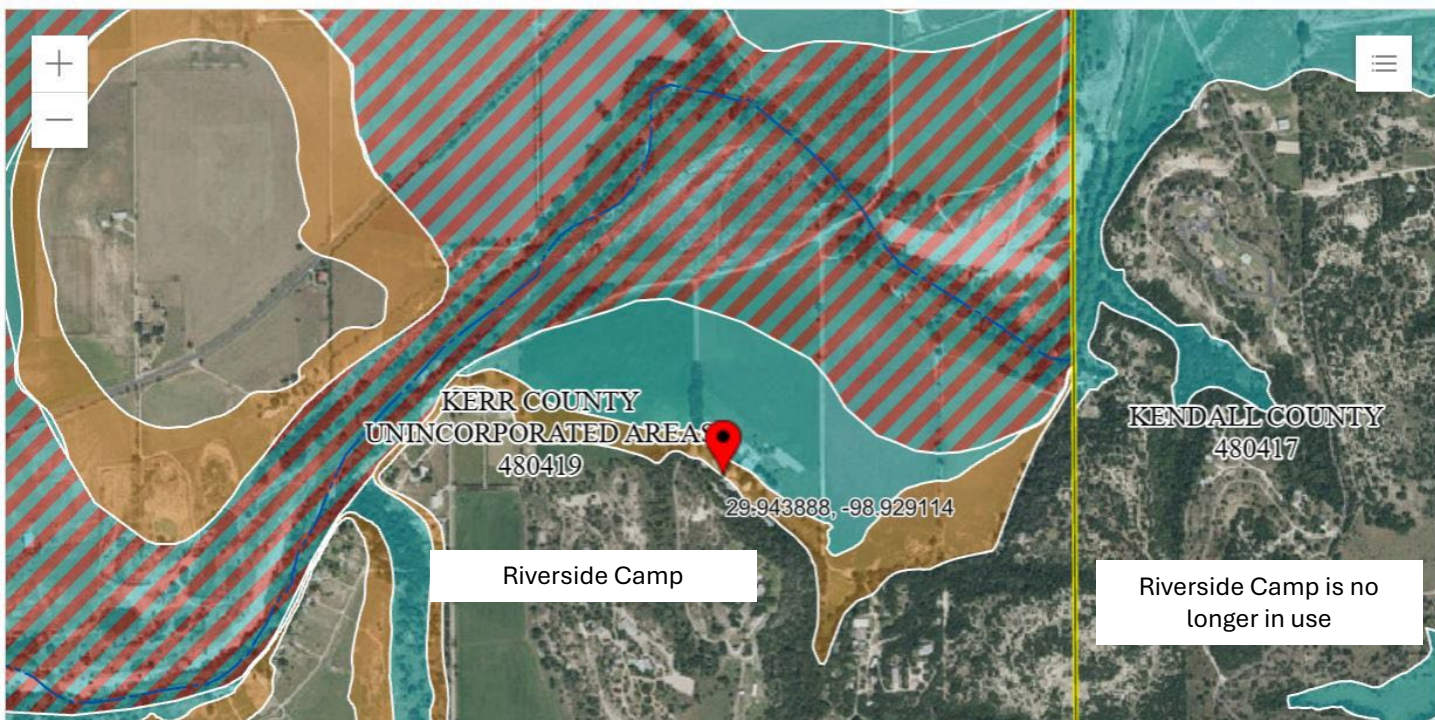 KERR COUNTY
UNINCORPORATED AREAS
480419
KENDALL COUNTY
480417
29.943888, -98.929114
Riverside Camp
Riverside Camp is no
longer in use